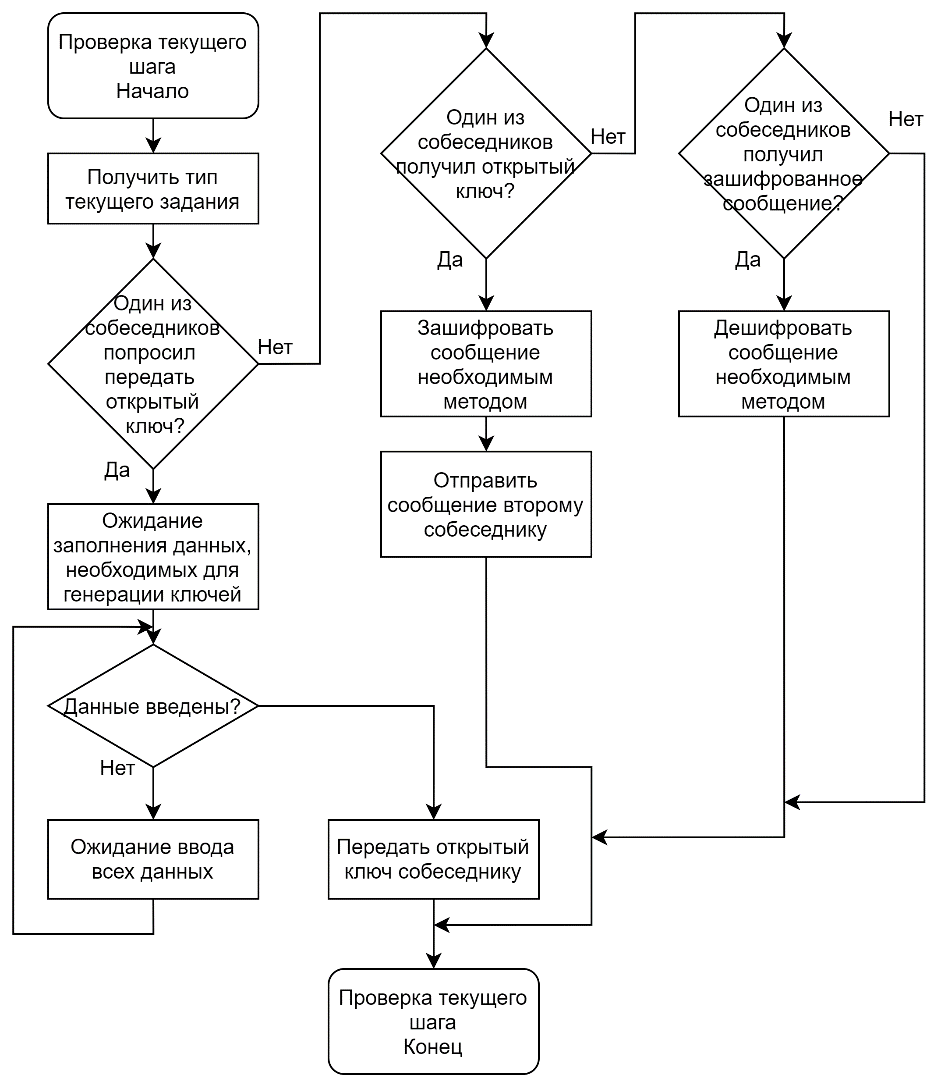 Проверка текущего
шага
Начало
Получить тип
текущего задания
Один из
собеседников
попросил
передать
открытый
ключ?
Нет
Да
Ожидание
заполнения данных,
необходимых для
генерации ключей
Данные введены?
Нет
Ожидание ввода
всех данных
Передать открытый
ключ собеседнику
Один из
собеседников
получил открытый
ключ?
Нет
Да
Зашифровать
сообщение
необходимым
методом
Отправить
сообщение второму
собеседнику
Один из
собеседников
получил
зашифрованное
сообщение?
Нет
Да
Дешифровать
сообщение
необходимым
методом
Проверка текущего
шага
Конец